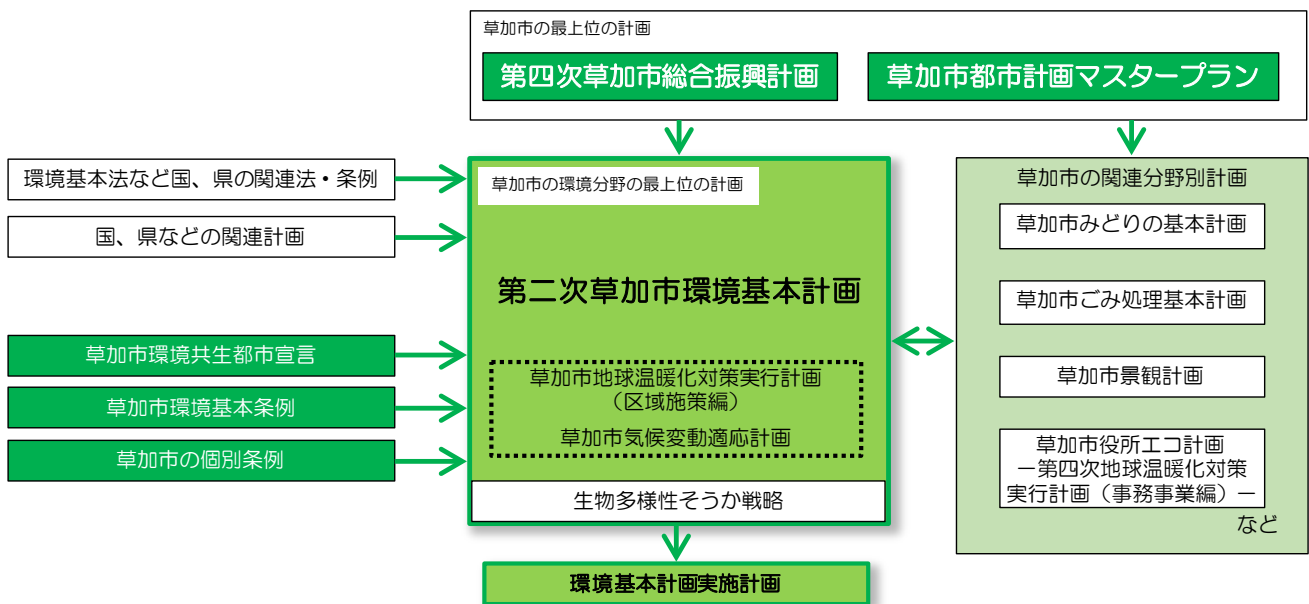 草加市の最上位の計画
第四次草加市総合振興計画
草加市都市計画マスタープラン
環境基本法など国、県の関連法・条例
国、県などの関連計画
草加市環境共生都市宣言
草加市環境基本条例
草加市の個別条例
草加市の環境分野の最上位の計画
第二次草加市環境基本計画
草加市地球温暖化対策実行計画
（区域施策編）
草加市気候変動適応計画
生物多様性そうか戦略
環境基本計画実施計画
草加市の関連分野別計画
草加市みどりの基本計画
草加市ごみ処理基本計画
草加市景観計画
草加市役所エコ計画
－第四次地球温暖化対策
実行計画（事務事業編）－
など